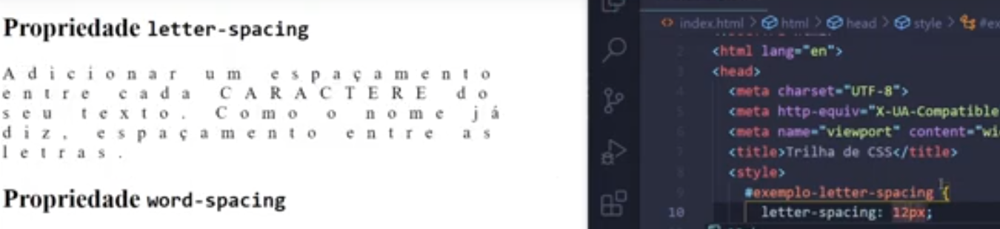 Propriedade letter-spacing
Adicionar um espaçamento
entre cada CARACTERE do
seu texto. Como o nome já
diz, espaçamento entre as
letras.
Propriedade word-spacing
index.html > html > head > style > #ex
2 <html lang="en">
3 <head>
4 <meta charset="UTF-8">
5 <meta http-equiv="X-UA-Compatible
6 <meta name="viewport" content="wi
7 <title>Trilha de CSS</title>
8 <style>
9 #exemplo-letter-spacing {
10 letter-spacing: 12px;